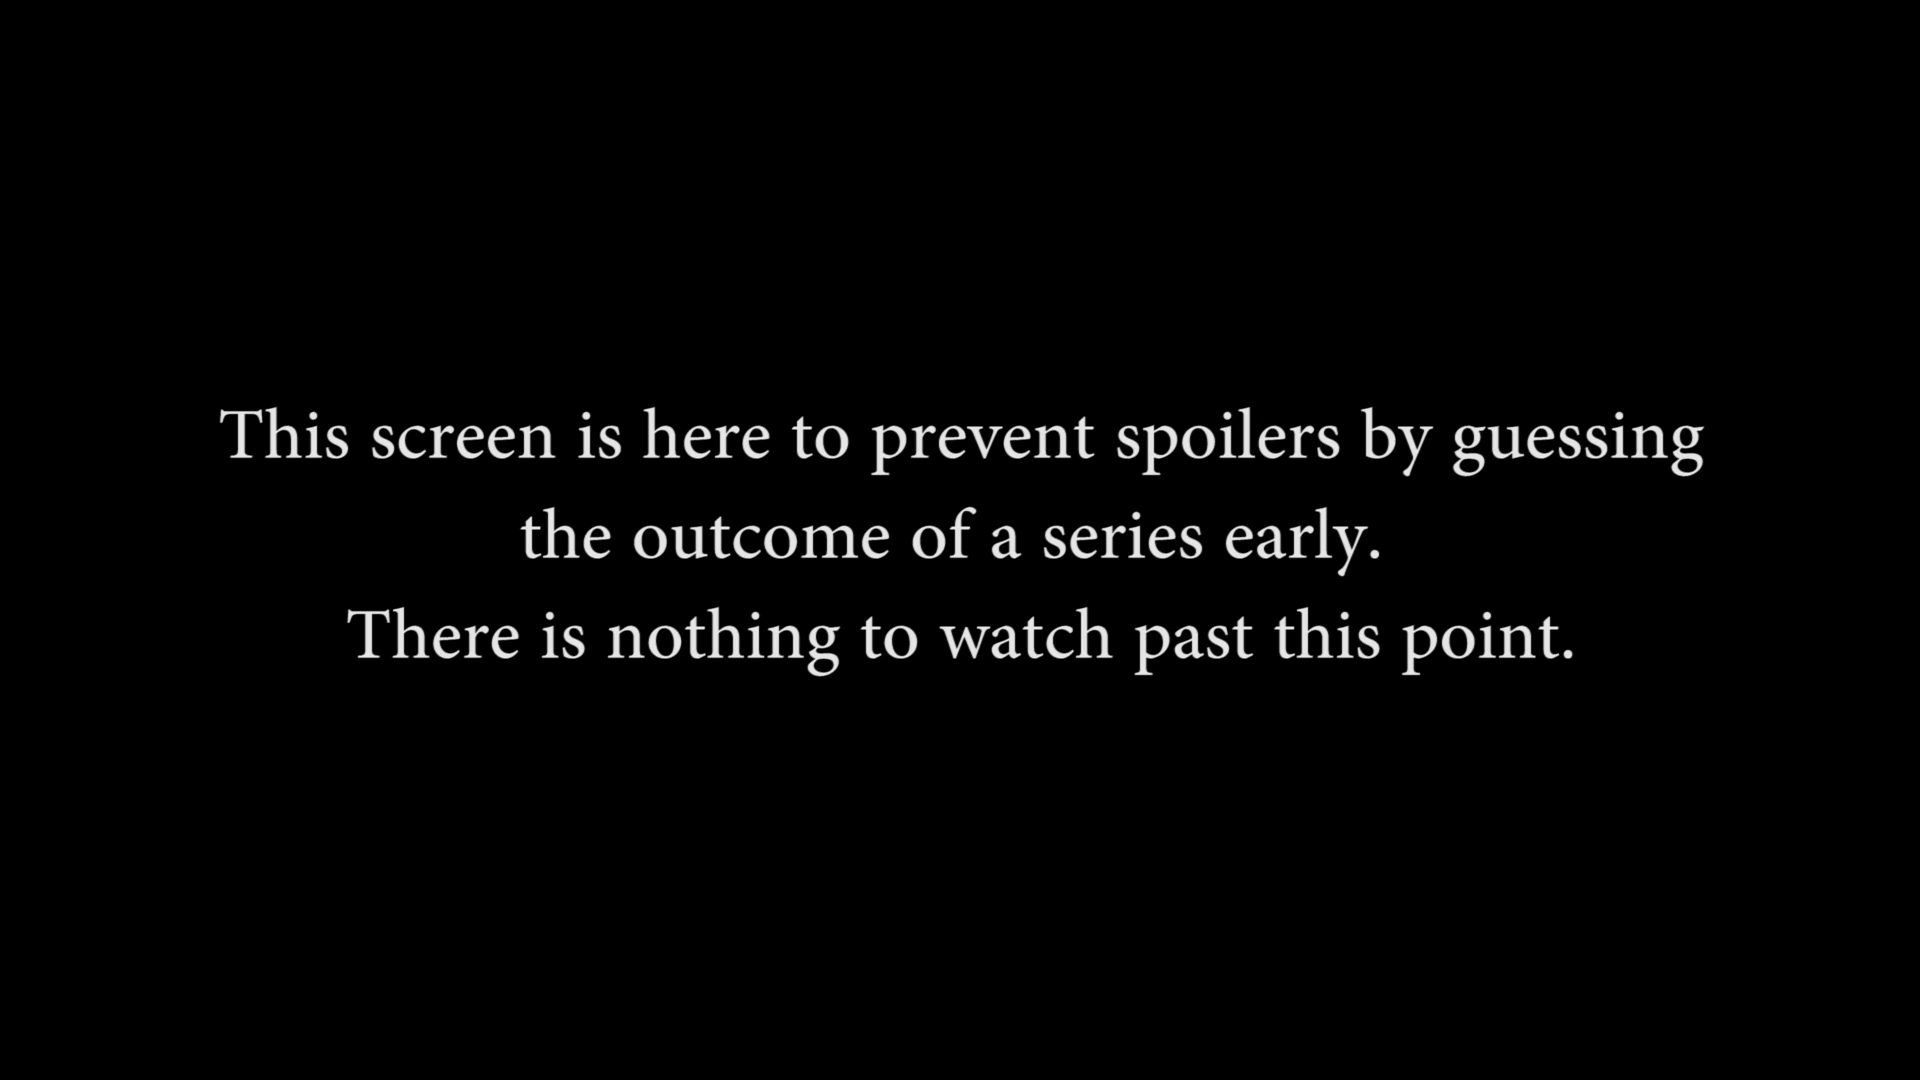 This screen is here to prevent spoilers by guessing
the outcome of a series early.
There is nothing to watch past this point.